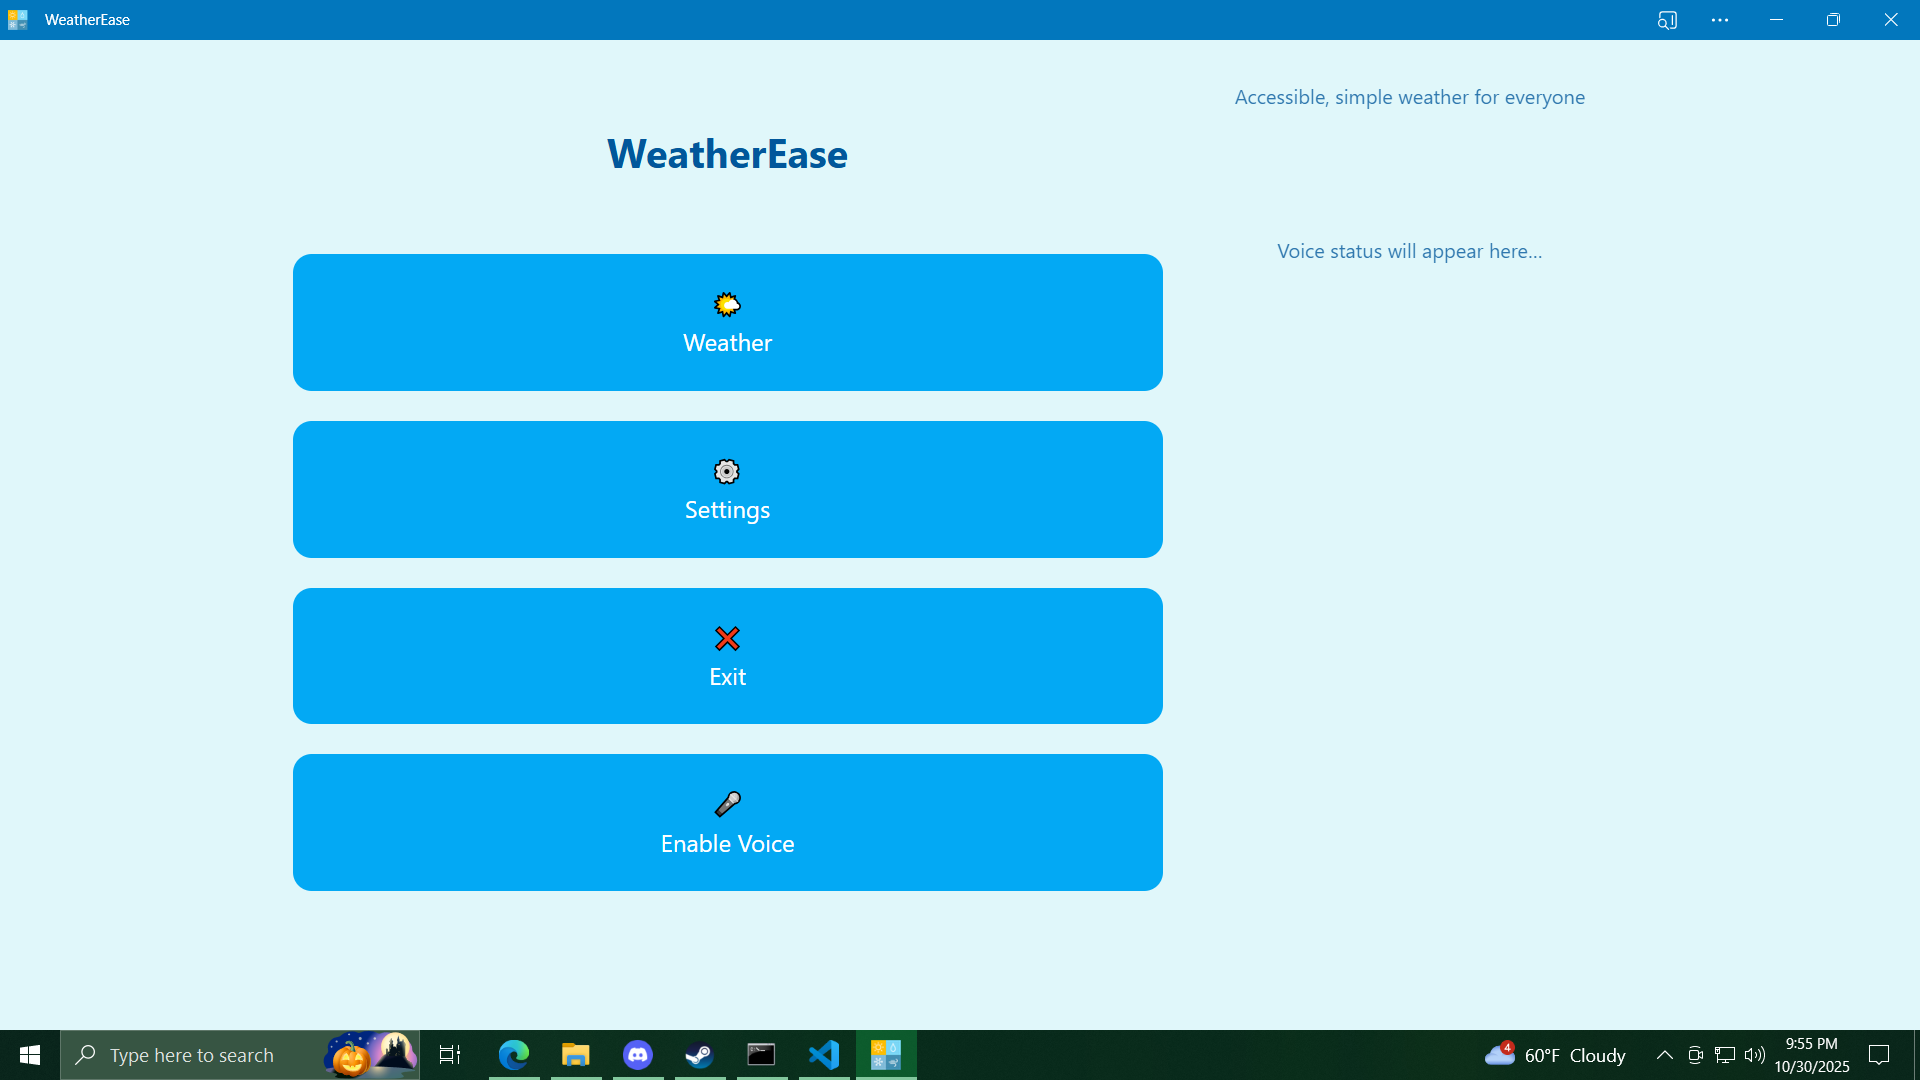 WeatherEase
Accessible, simple weather for everyone
WeatherEase
Voice status will appear here...
Weather
Settings
Exit
Enable Voice
Type here to search
4
60°F Cloudy
9:55 PM
10/30/2025